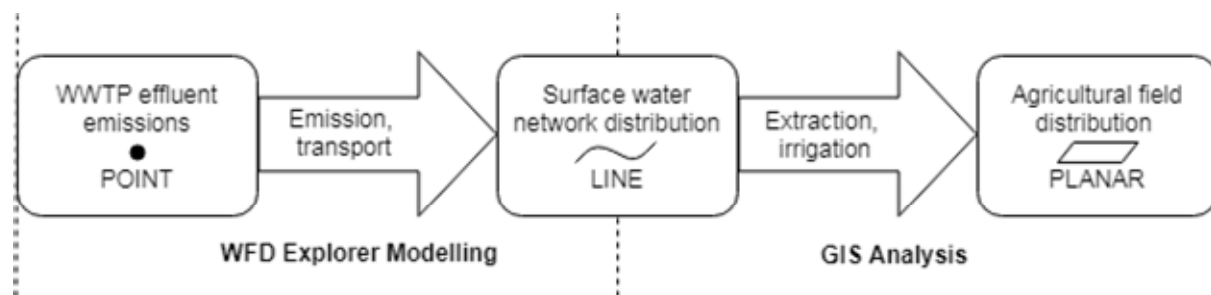 WWTP effluent
emissions
POINT
Emission,
transport
Surface water
network distribution
LINE
Extraction,
irrigation
Agricultural field
distribution
PLANAR
WFD Explorer Modelling
GIS Analysis